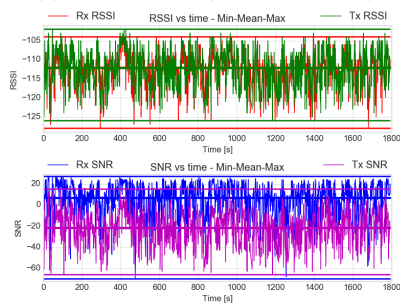 Rx RSSI RSSI vs time - Min-Mean-Max Tx RSSI
RSSI
−105
−110
−115
−120
−125
0 200 400 600 800 1000 1200 1400 1600 1800
Time [s]
Rx SNR SNR vs time - Min-Mean-Max Tx SNR
SNR
20
0
−20
−40
−60
0 200 400 600 800 1000 1200 1400 1600 1800
Time [s]